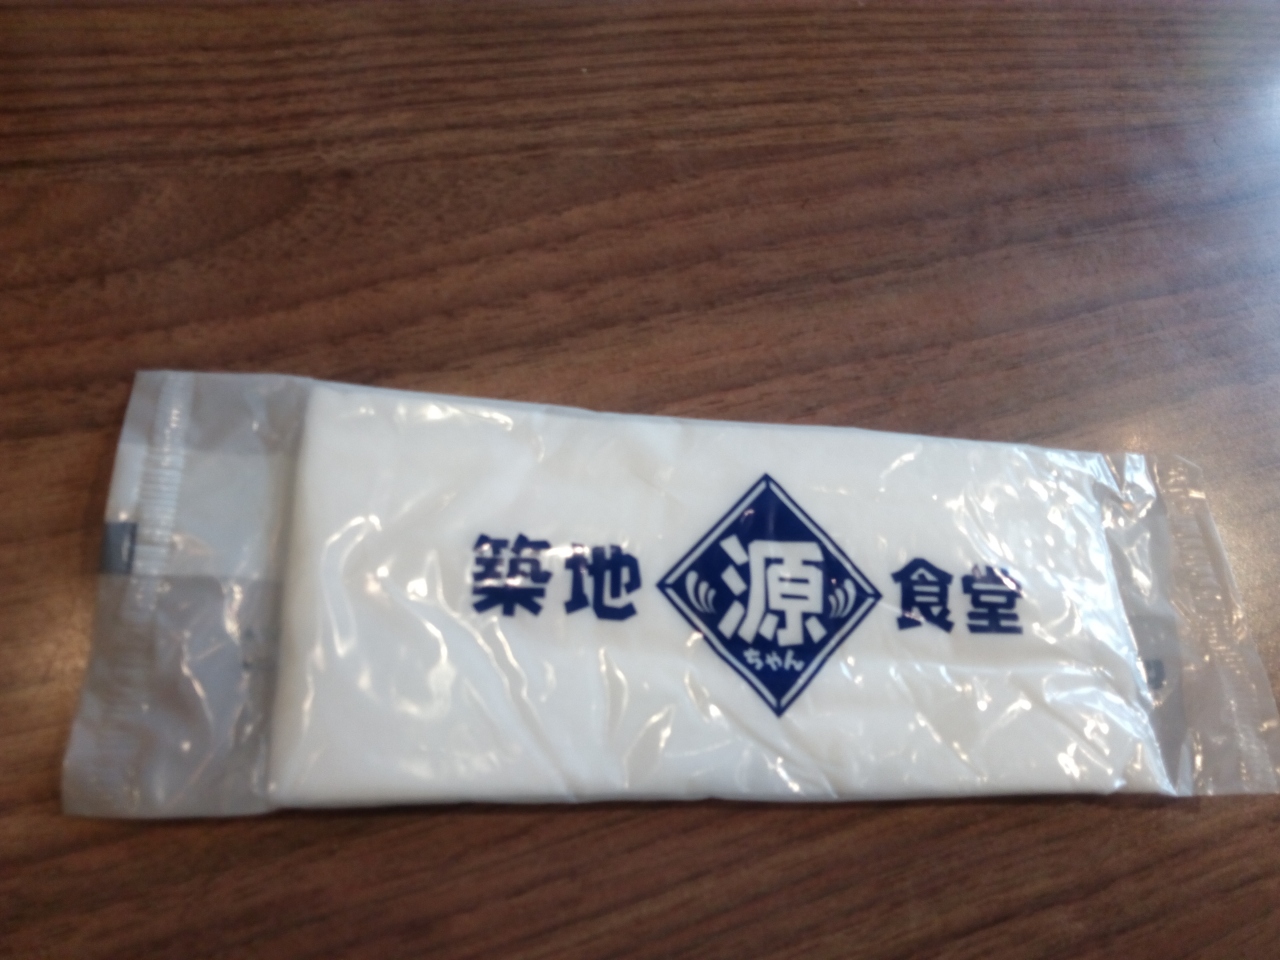 築地 源 食堂
ちゃん